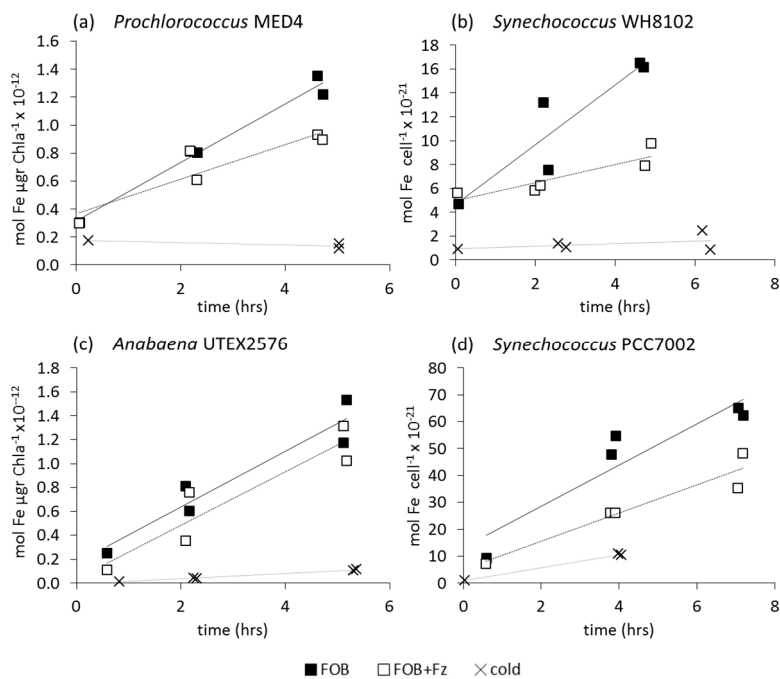 (a) Prochlorococcus MED4
mol Fe µgr Chla⁻¹ x 10⁻¹²
1.6
1.4
1.2
1.0
0.8
0.6
0.4
0.2
0.0
0 2 4 6
time (hrs)
(b) Synechococcus WH8102
mol Fe cell⁻¹ x 10⁻²¹
18
16
14
12
10
8
6
4
2
0
0 2 4 6 8
time (hrs)
(c) Anabaena UTEX2576
mol Fe µgr Chla⁻¹ x10⁻⁻¹²
1.8
1.6
1.4
1.2
1.0
0.8
0.6
0.4
0.2
0.0
0 2 4 6
time (hrs)
(d) Synechococcus PCC7002
mol Fe cell⁻¹ x 10⁻²¹
80
70
60
50
40
30
20
10
0
0 2 4 6 8
time (hrs)
FOB FOB+Fz cold